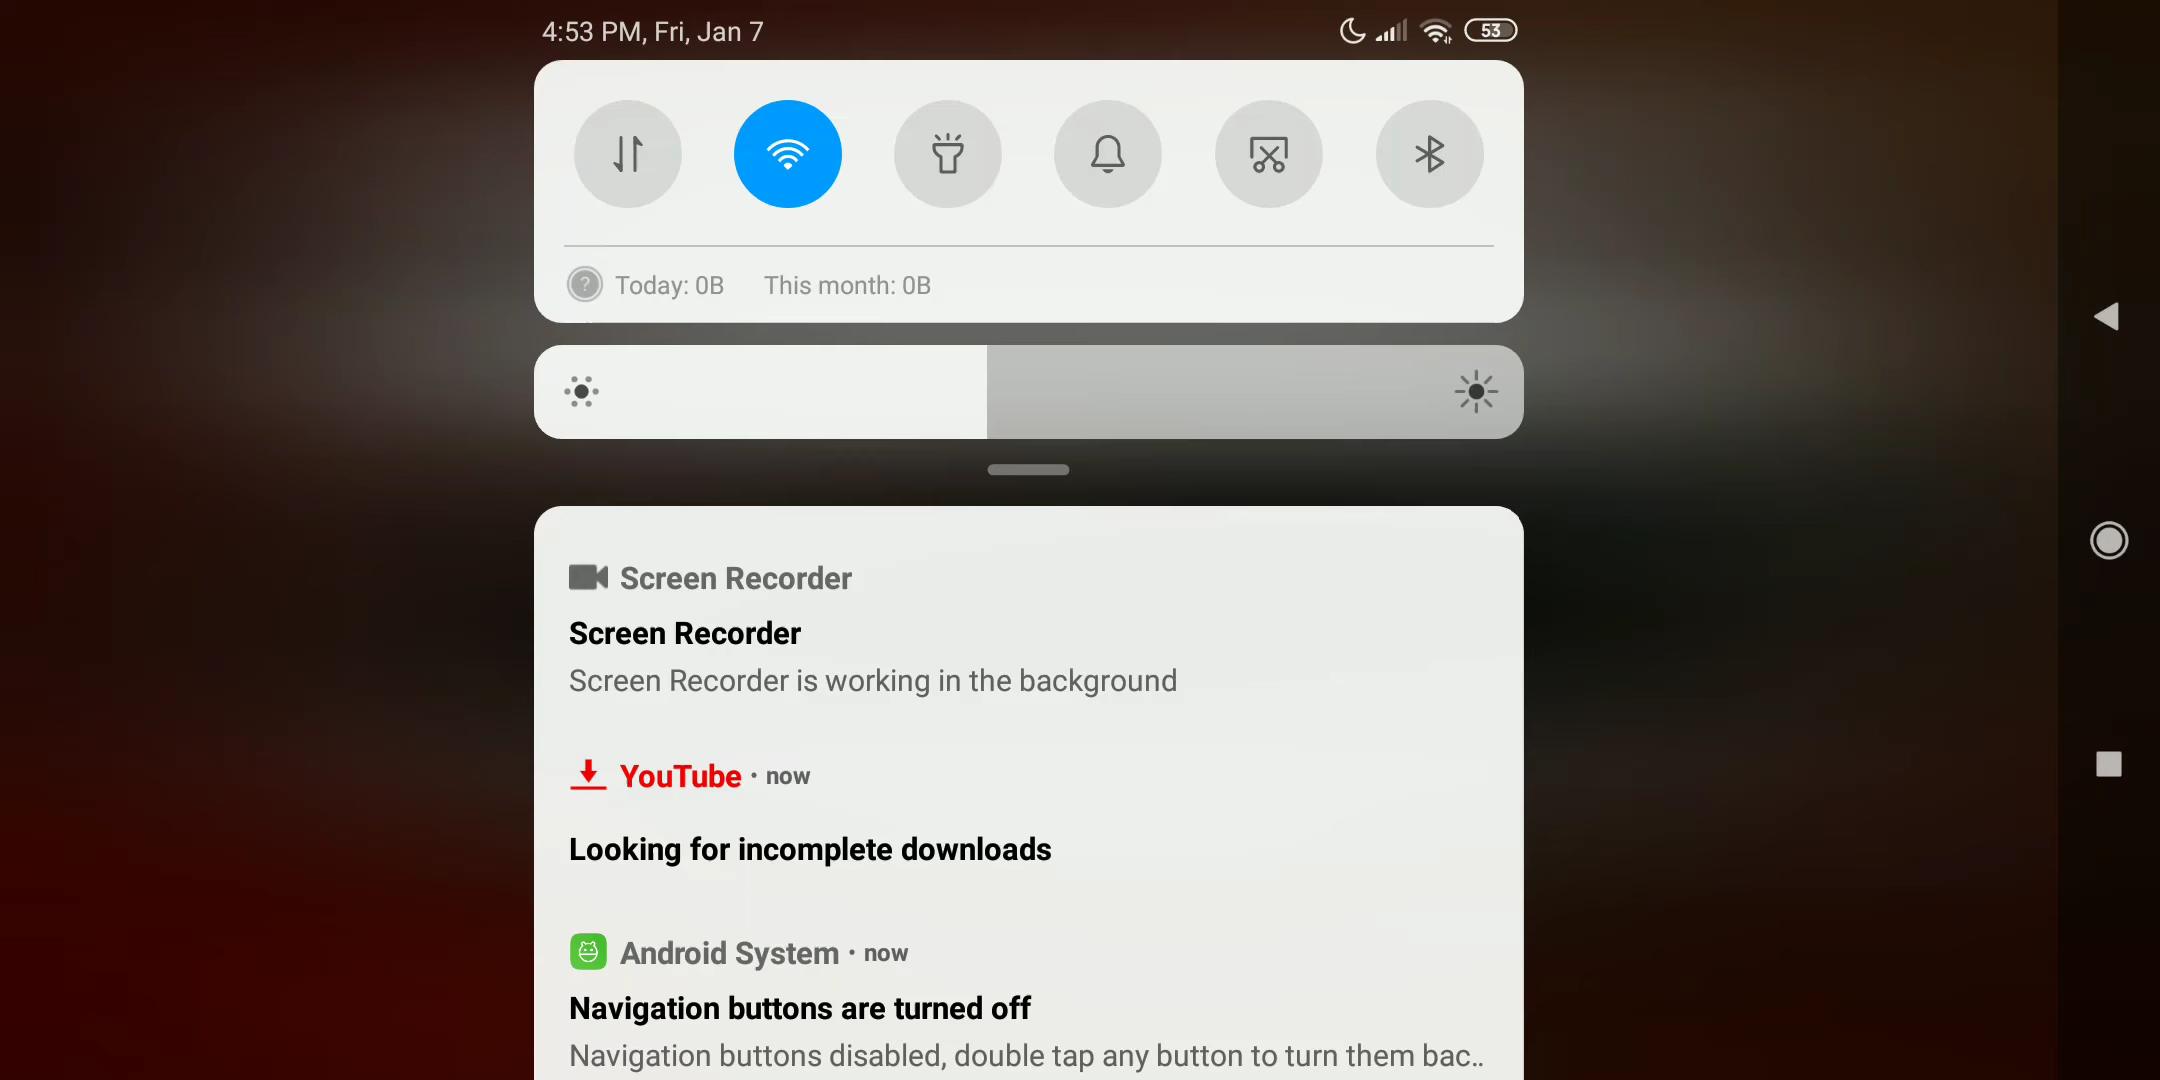 4:53 PM, Fri, Jan 7
53
Today: 0B This month: 0B
Screen Recorder
Screen Recorder
Screen Recorder is working in the background
YouTube · now
Looking for incomplete downloads
Android System · now
Navigation buttons are turned off
Navigation buttons disabled, double tap any button to turn them bac..